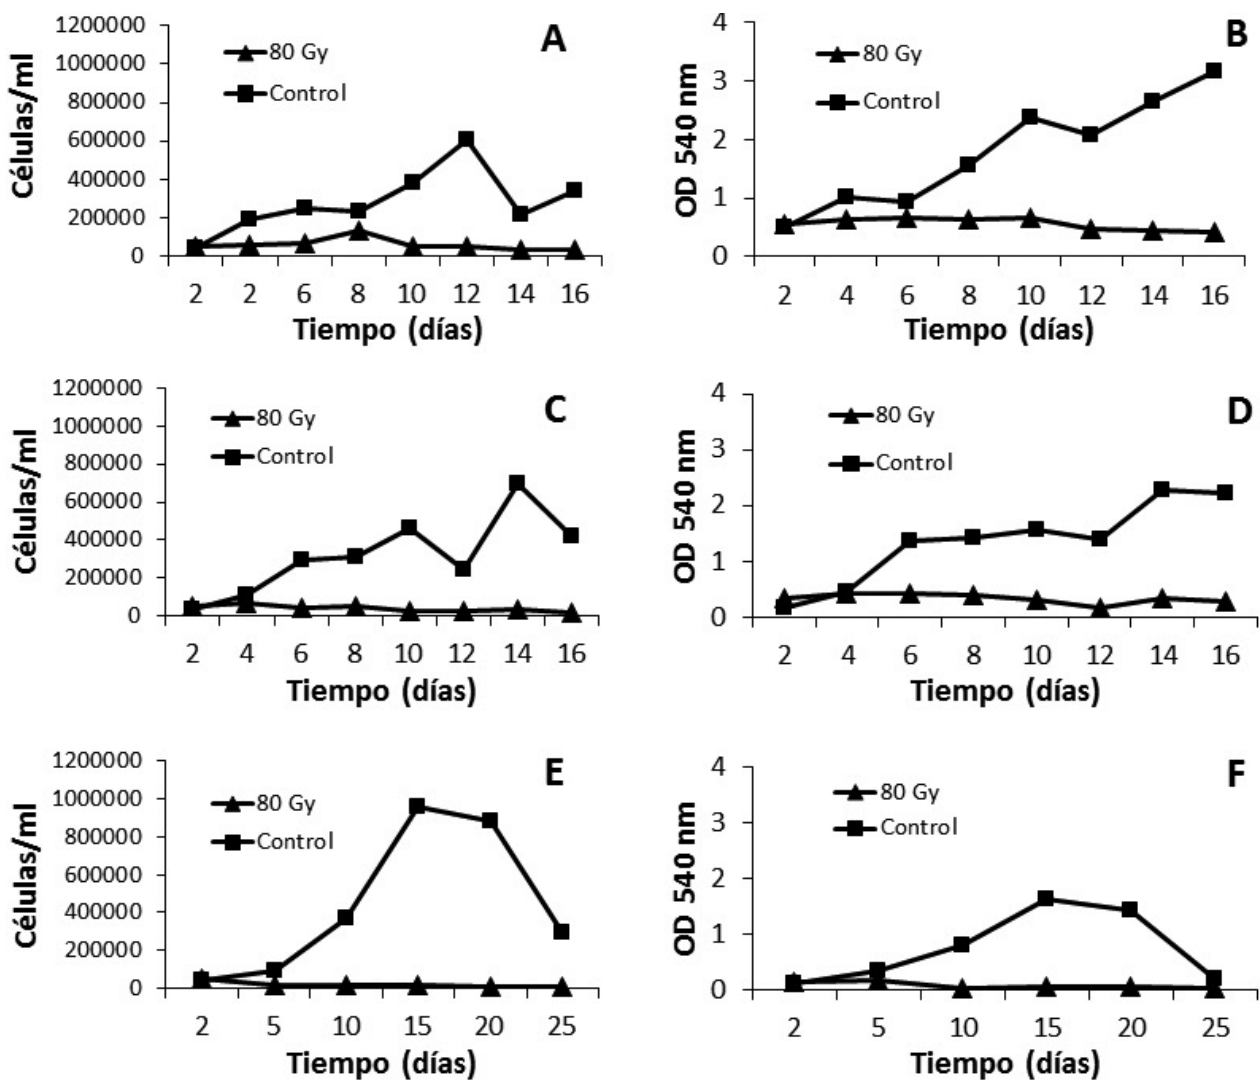 A
Células/ml
1200000
1000000
800000
600000
400000
200000
0
80 Gy
Control
2 2 6 8 10 12 14 16
Tiempo (días)
B
OD 540 nm
4
3
2
1
0
80 Gy
Control
2 4 6 8 10 12 14 16
Tiempo (días)
C
Células/ml
1200000
1000000
800000
600000
400000
200000
0
80 Gy
Control
2 4 6 8 10 12 14 16
Tiempo (días)
D
OD 540 nm
4
3
2
1
0
80 Gy
Control
2 4 6 8 10 12 14 16
Tiempo (días)
E
Células/ml
1200000
1000000
800000
600000
400000
200000
0
80 Gy
Control
2 5 10 15 20 25
Tiempo (días)
F
OD 540 nm
4
3
2
1
0
80 Gy
Control
2 5 10 15 20 25
Tiempo (días)